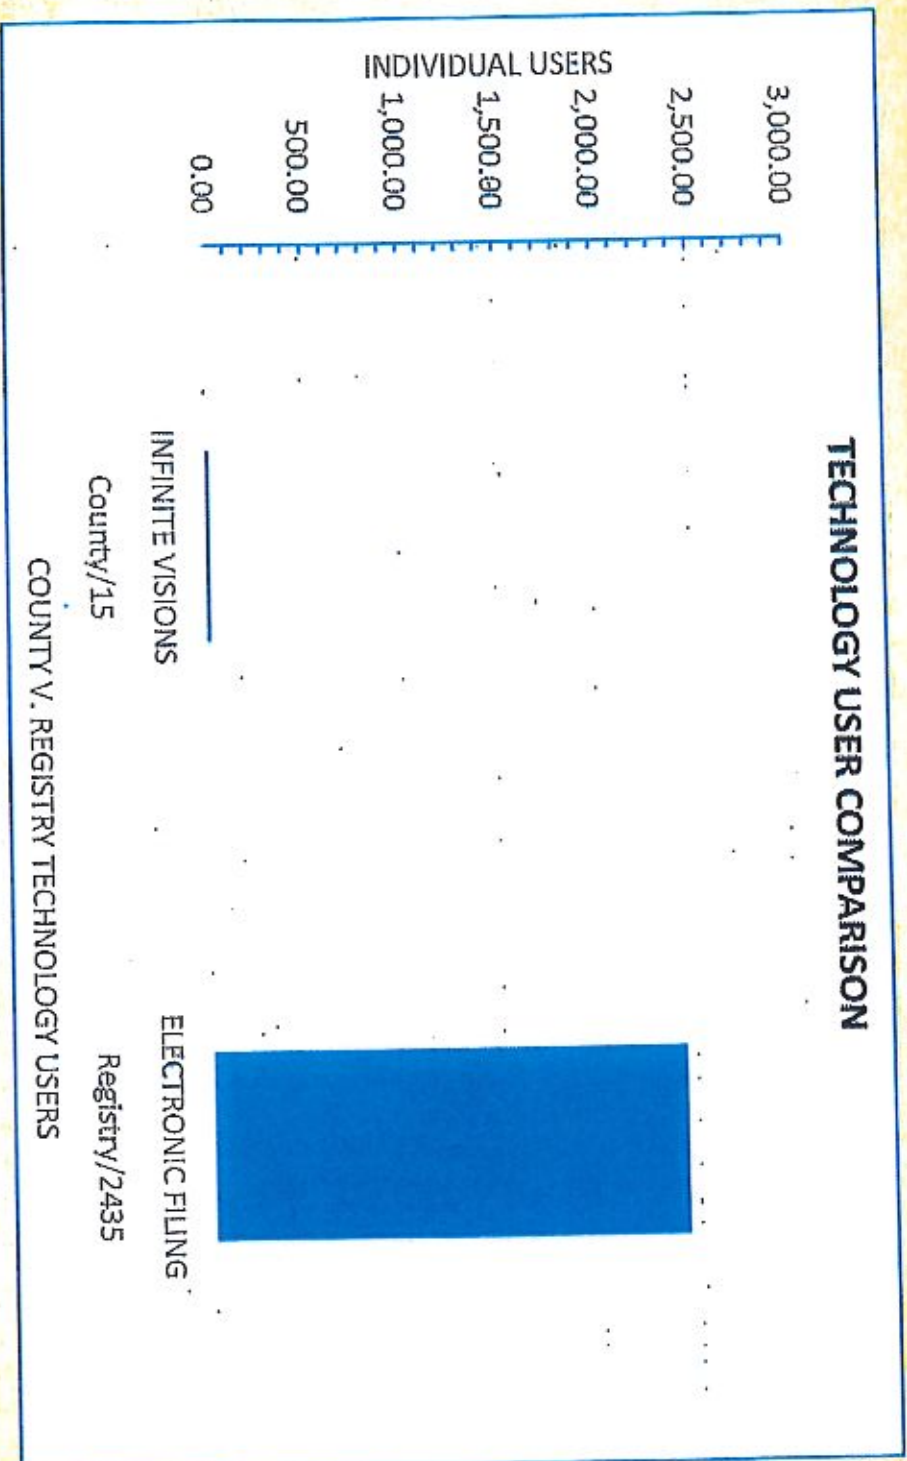 TECHNOLOGY USER COMPARISON
INDIVIDUAL USERS
3,000.00
2,500.00
2,000.00
1,500.00
1,000.00
500.00
0.00
INFINITE VISIONS
ELECTRONIC FILING
County/15
Registry/2435
COUNTY V. REGISTRY TECHNOLOGY USERS